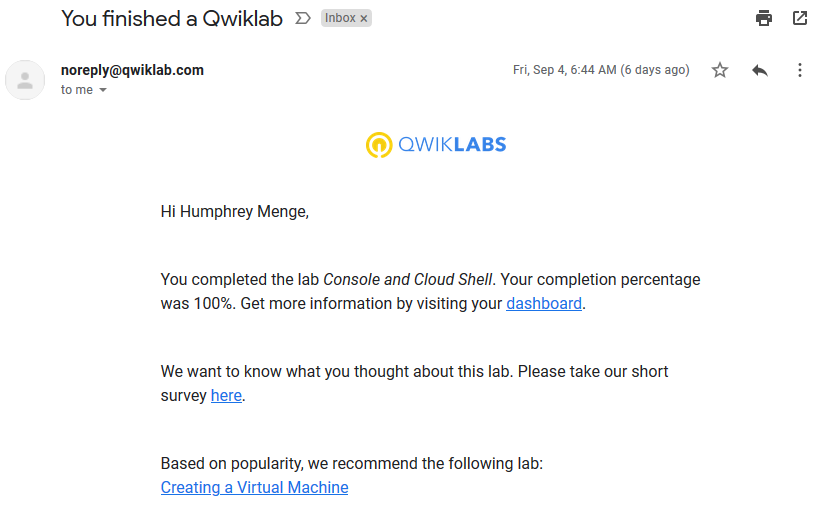 You finished a Qwiklab
Inbox ×
noreply@qwiklab.com
Fri, Sep 4, 6:44 AM (6 days ago)
to me
QWIKLABS
Hi Humphrey Menge,
You completed the lab Console and Cloud Shell. Your completion percentage
was 100%. Get more information by visiting your dashboard.
We want to know what you thought about this lab. Please take our short
survey here.
Based on popularity, we recommend the following lab:
Creating a Virtual Machine